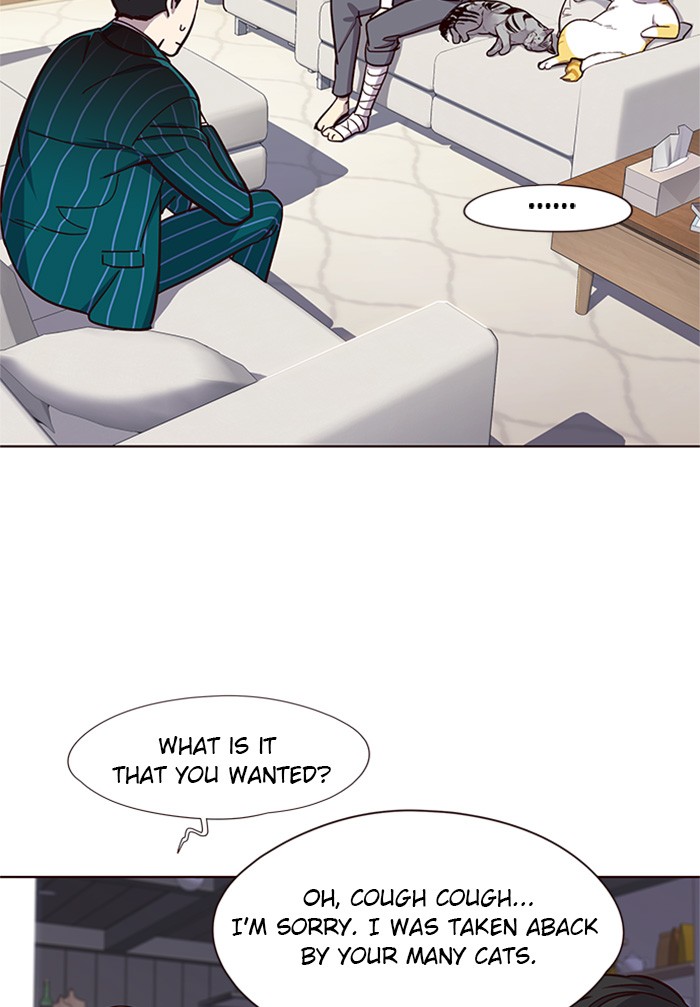 ......
WHAT IS IT
THAT YOU WANTED?
OH, COUGH COUGH...
I'M SORRY. I WAS TAKEN ABACK
BY YOUR MANY CATS.